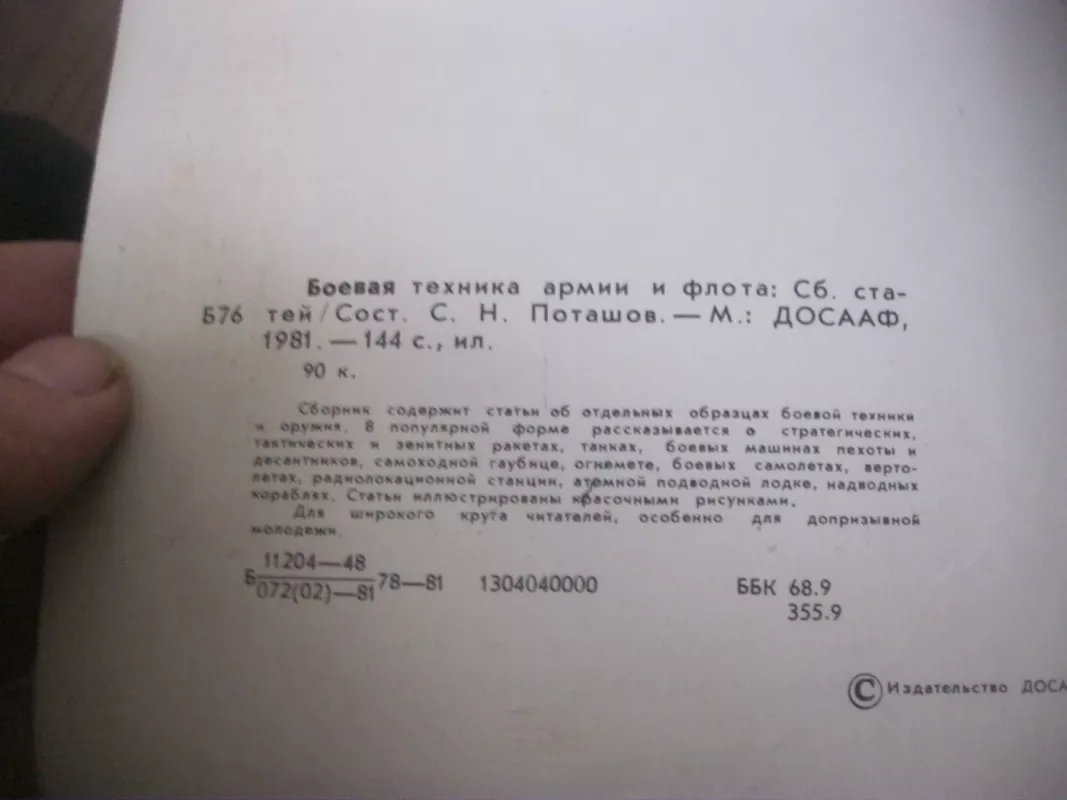 Боевая техника армии и флота: Сб. ста-
Б76 тей/Сост. С. Н. Поташов. — М.: ДОСААФ,
1981. — 144 с., ил.
90 к.
Сборник содержит статьи об отдельных образцах боевой техники
и оружия. В популярной форме рассказывается о стратегических,
тактических и зенитных ракетах, танках, боевых машинах пехоты и
десантников, самоходной гаубице, огнемете, боевых самолетах, верто-
летах, радиолокационной станции, атомной подводной лодке, надводных
кораблях. Статьи иллюстрированы красочными рисунками.
Для широкого круга читателей, особенно для допризывной
молодежи.
11204—48
Б 072(02)—81 78—81 1304040000 ББК 68.9
355.9
© Издательство ДОСА